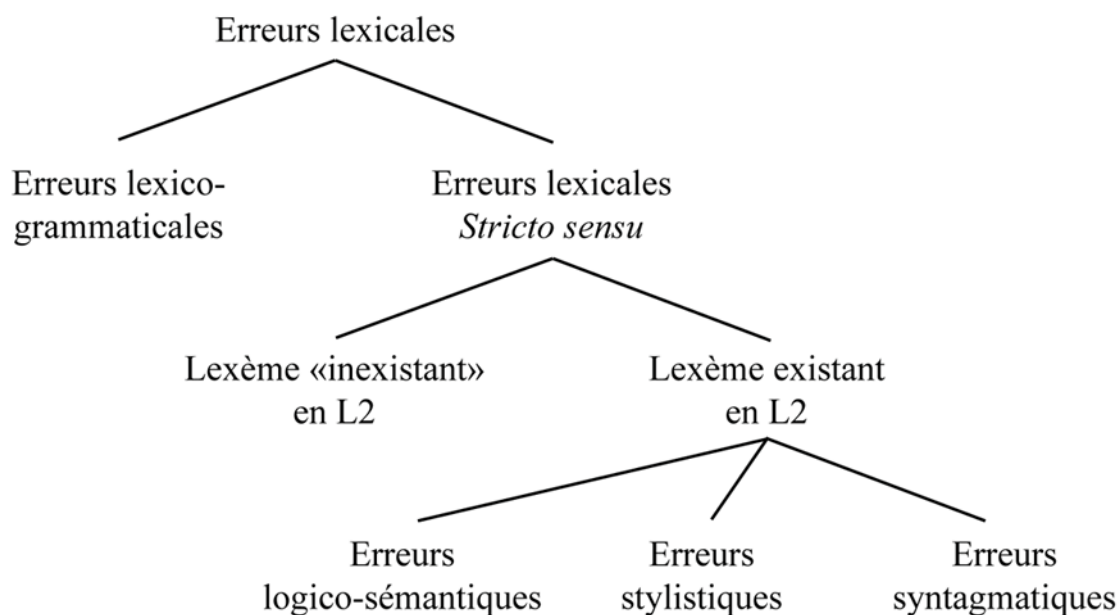 Erreurs lexicales
Erreurs lexico-
grammaticales
Erreurs lexicales
Stricto sensu
Lexème «inexistant»
en L2
Lexème existant
en L2
Erreurs
logico-sémantiques
Erreurs
stylistiques
Erreurs
syntagmatiques